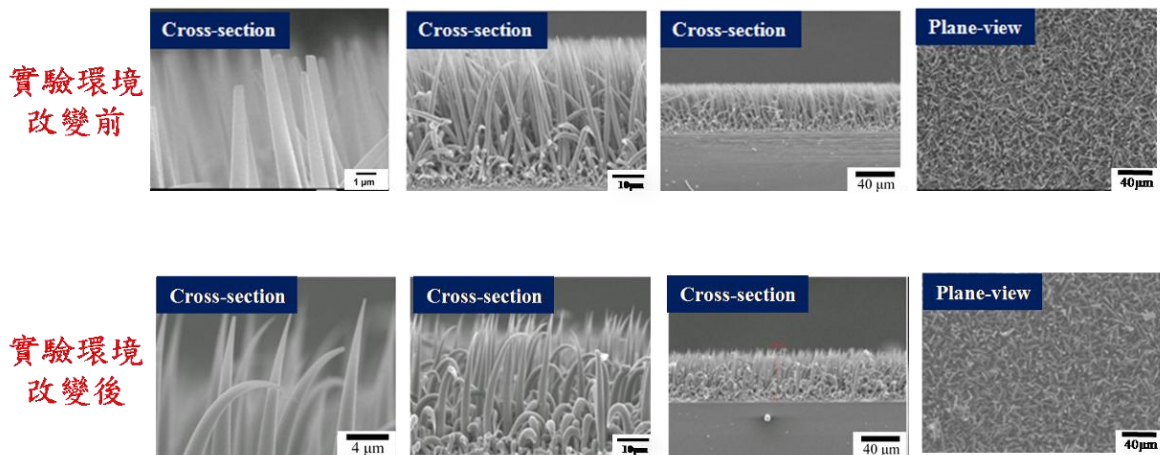 Cross-section
Cross-section
Cross-section
Plane-view
實驗環境
改變前
1 μm
10μm
40 μm
40μm
Cross-section
Cross-section
Cross-section
Plane-view
實驗環境
改變後
4 μm
10μm
40 μm
40μm